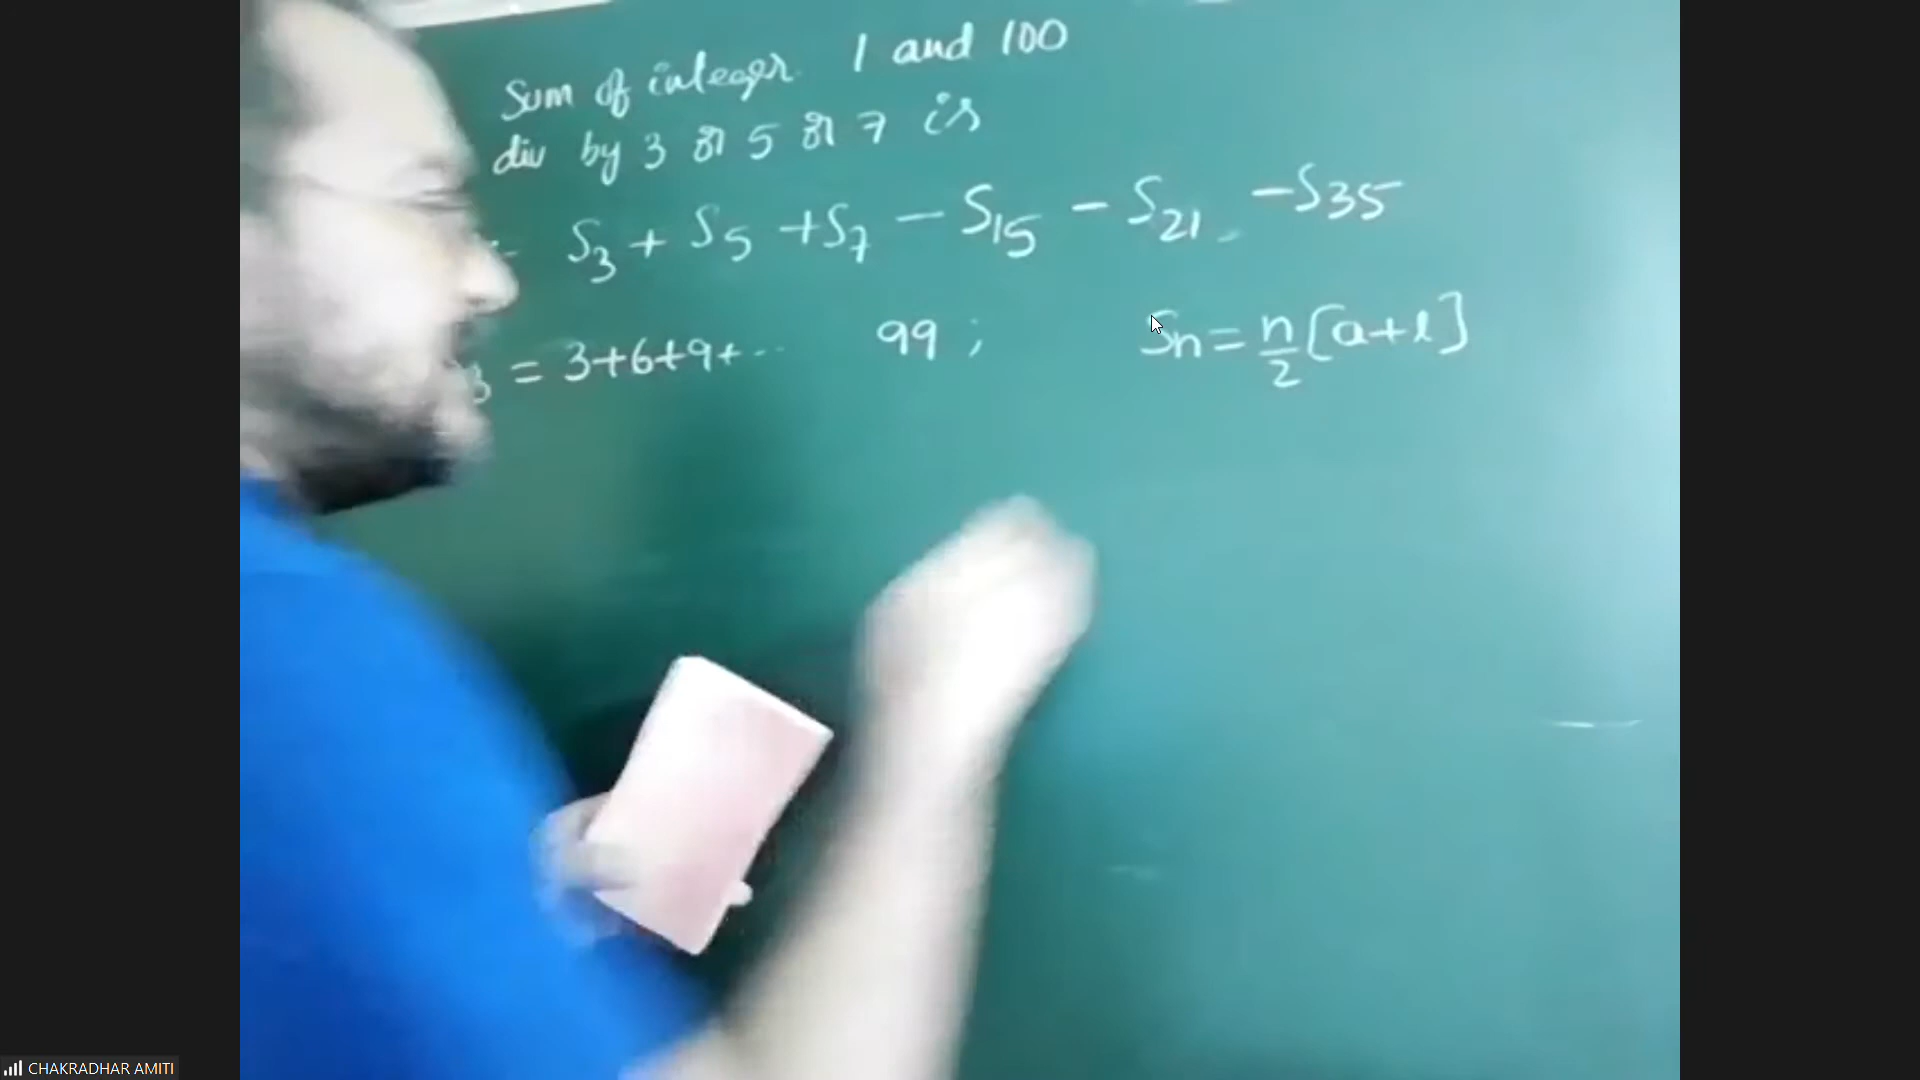 Sum of integer 1 and 100
div by 3 or 5 or 7 is
S3 + S5 + S7 - S15 - S21 - S35
3 = 3+6+9+... 99;
Sn = n/2 [a+l]
CHAKRADHAR AMITI